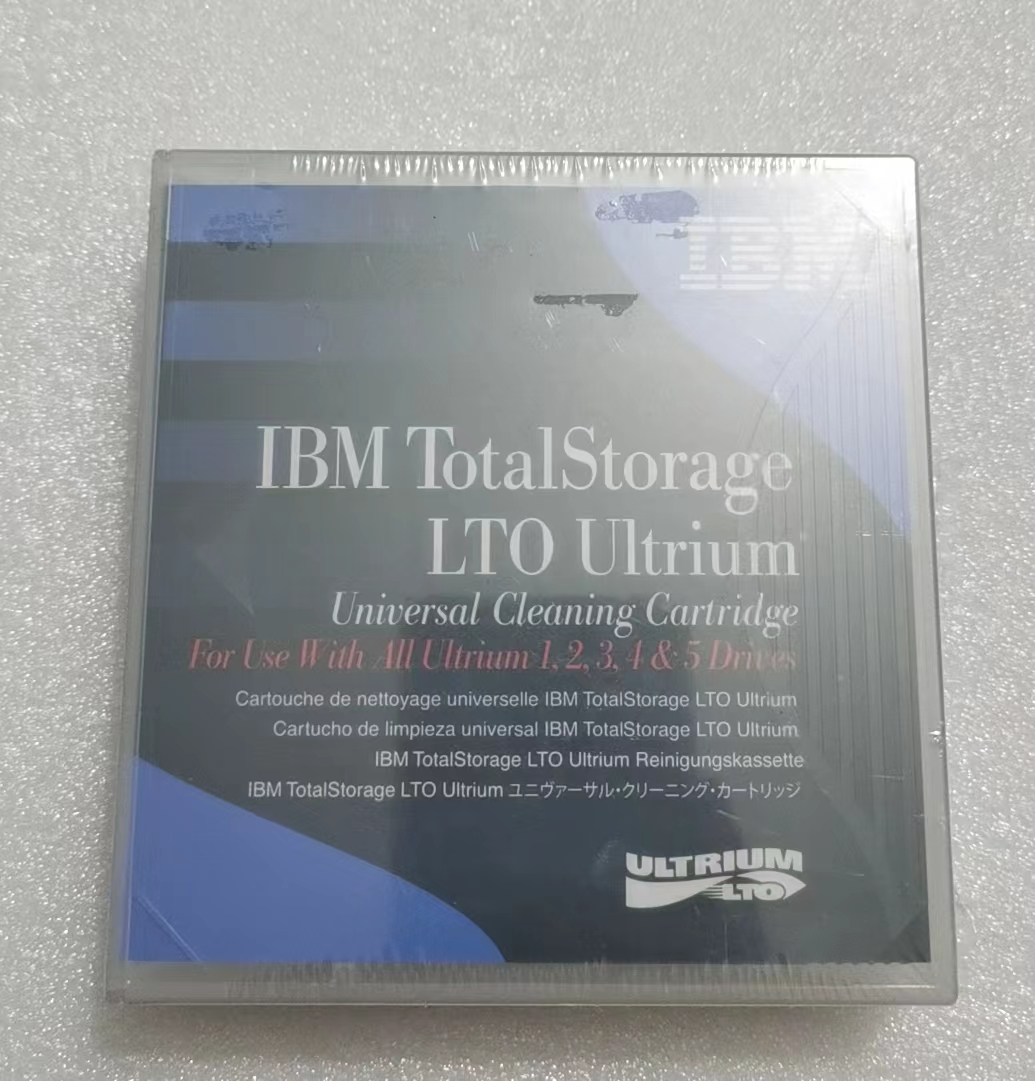 IBM
IBM TotalStorage
LTO Ultrium
Universal Cleaning Cartridge
For Use With All Ultrium 1, 2, 3, 4 & 5 Drives
Cartouche de nettoyage universelle IBM TotalStorage LTO Ultrium
Cartucho de limpieza universal IBM TotalStorage LTO Ultrium
IBM TotalStorage LTO Ultrium Reinigungskassette
IBM TotalStorage LTO Ultrium ユニヴァーサル・クリーニング・カートリッジ
ULTRIUM
LTO